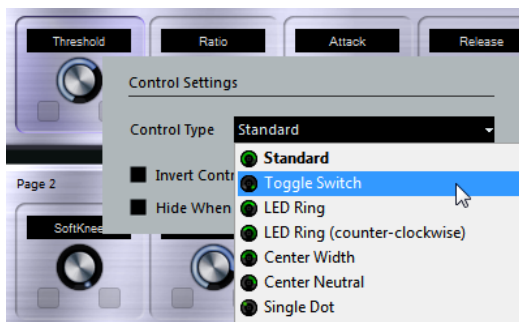 Threshold Ratio Attack Release
Control Settings
Control Type Standard
Standard
Invert Contr
Toggle Switch
Page 2
Hide When
LED Ring
SoftKnee
LED Ring (counter-clockwise)
Center Width
Center Neutral
Single Dot